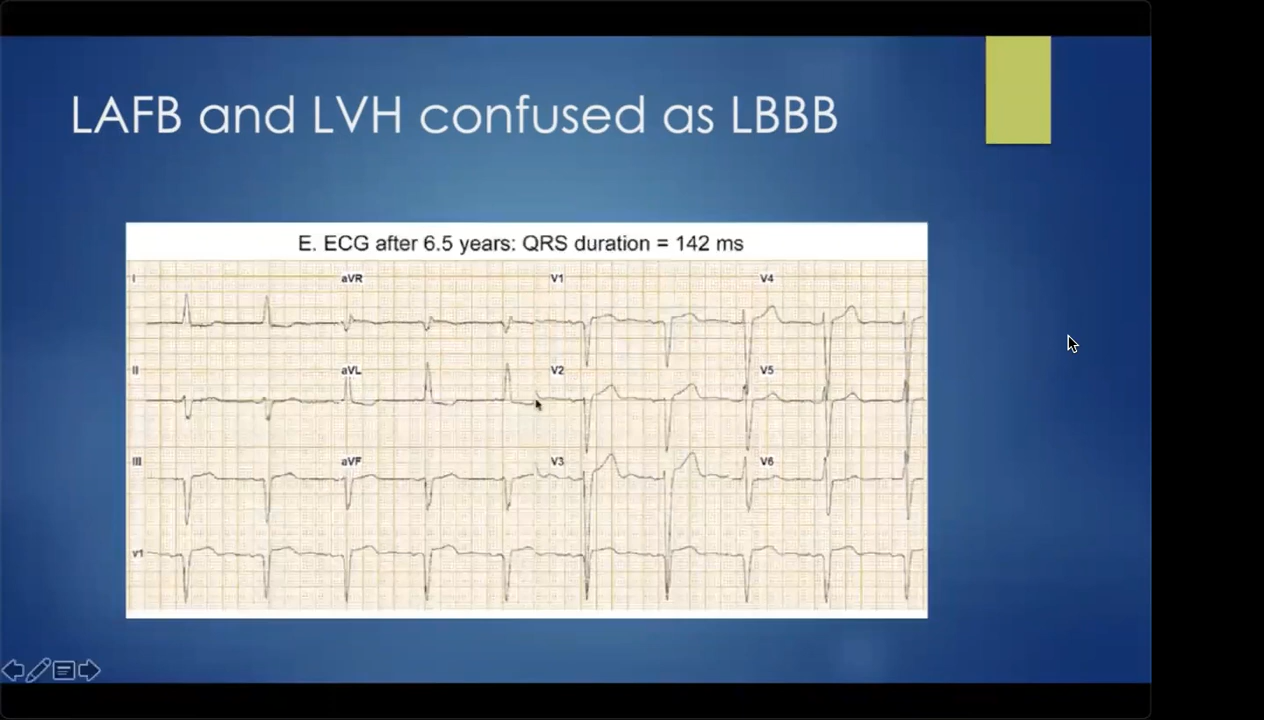 LAFB and LVH confused as LBBB
E. ECG after 6.5 years: QRS duration = 142 ms
I aVR V1 V4
II aVL V2 V5
III aVF V3 V6
V1